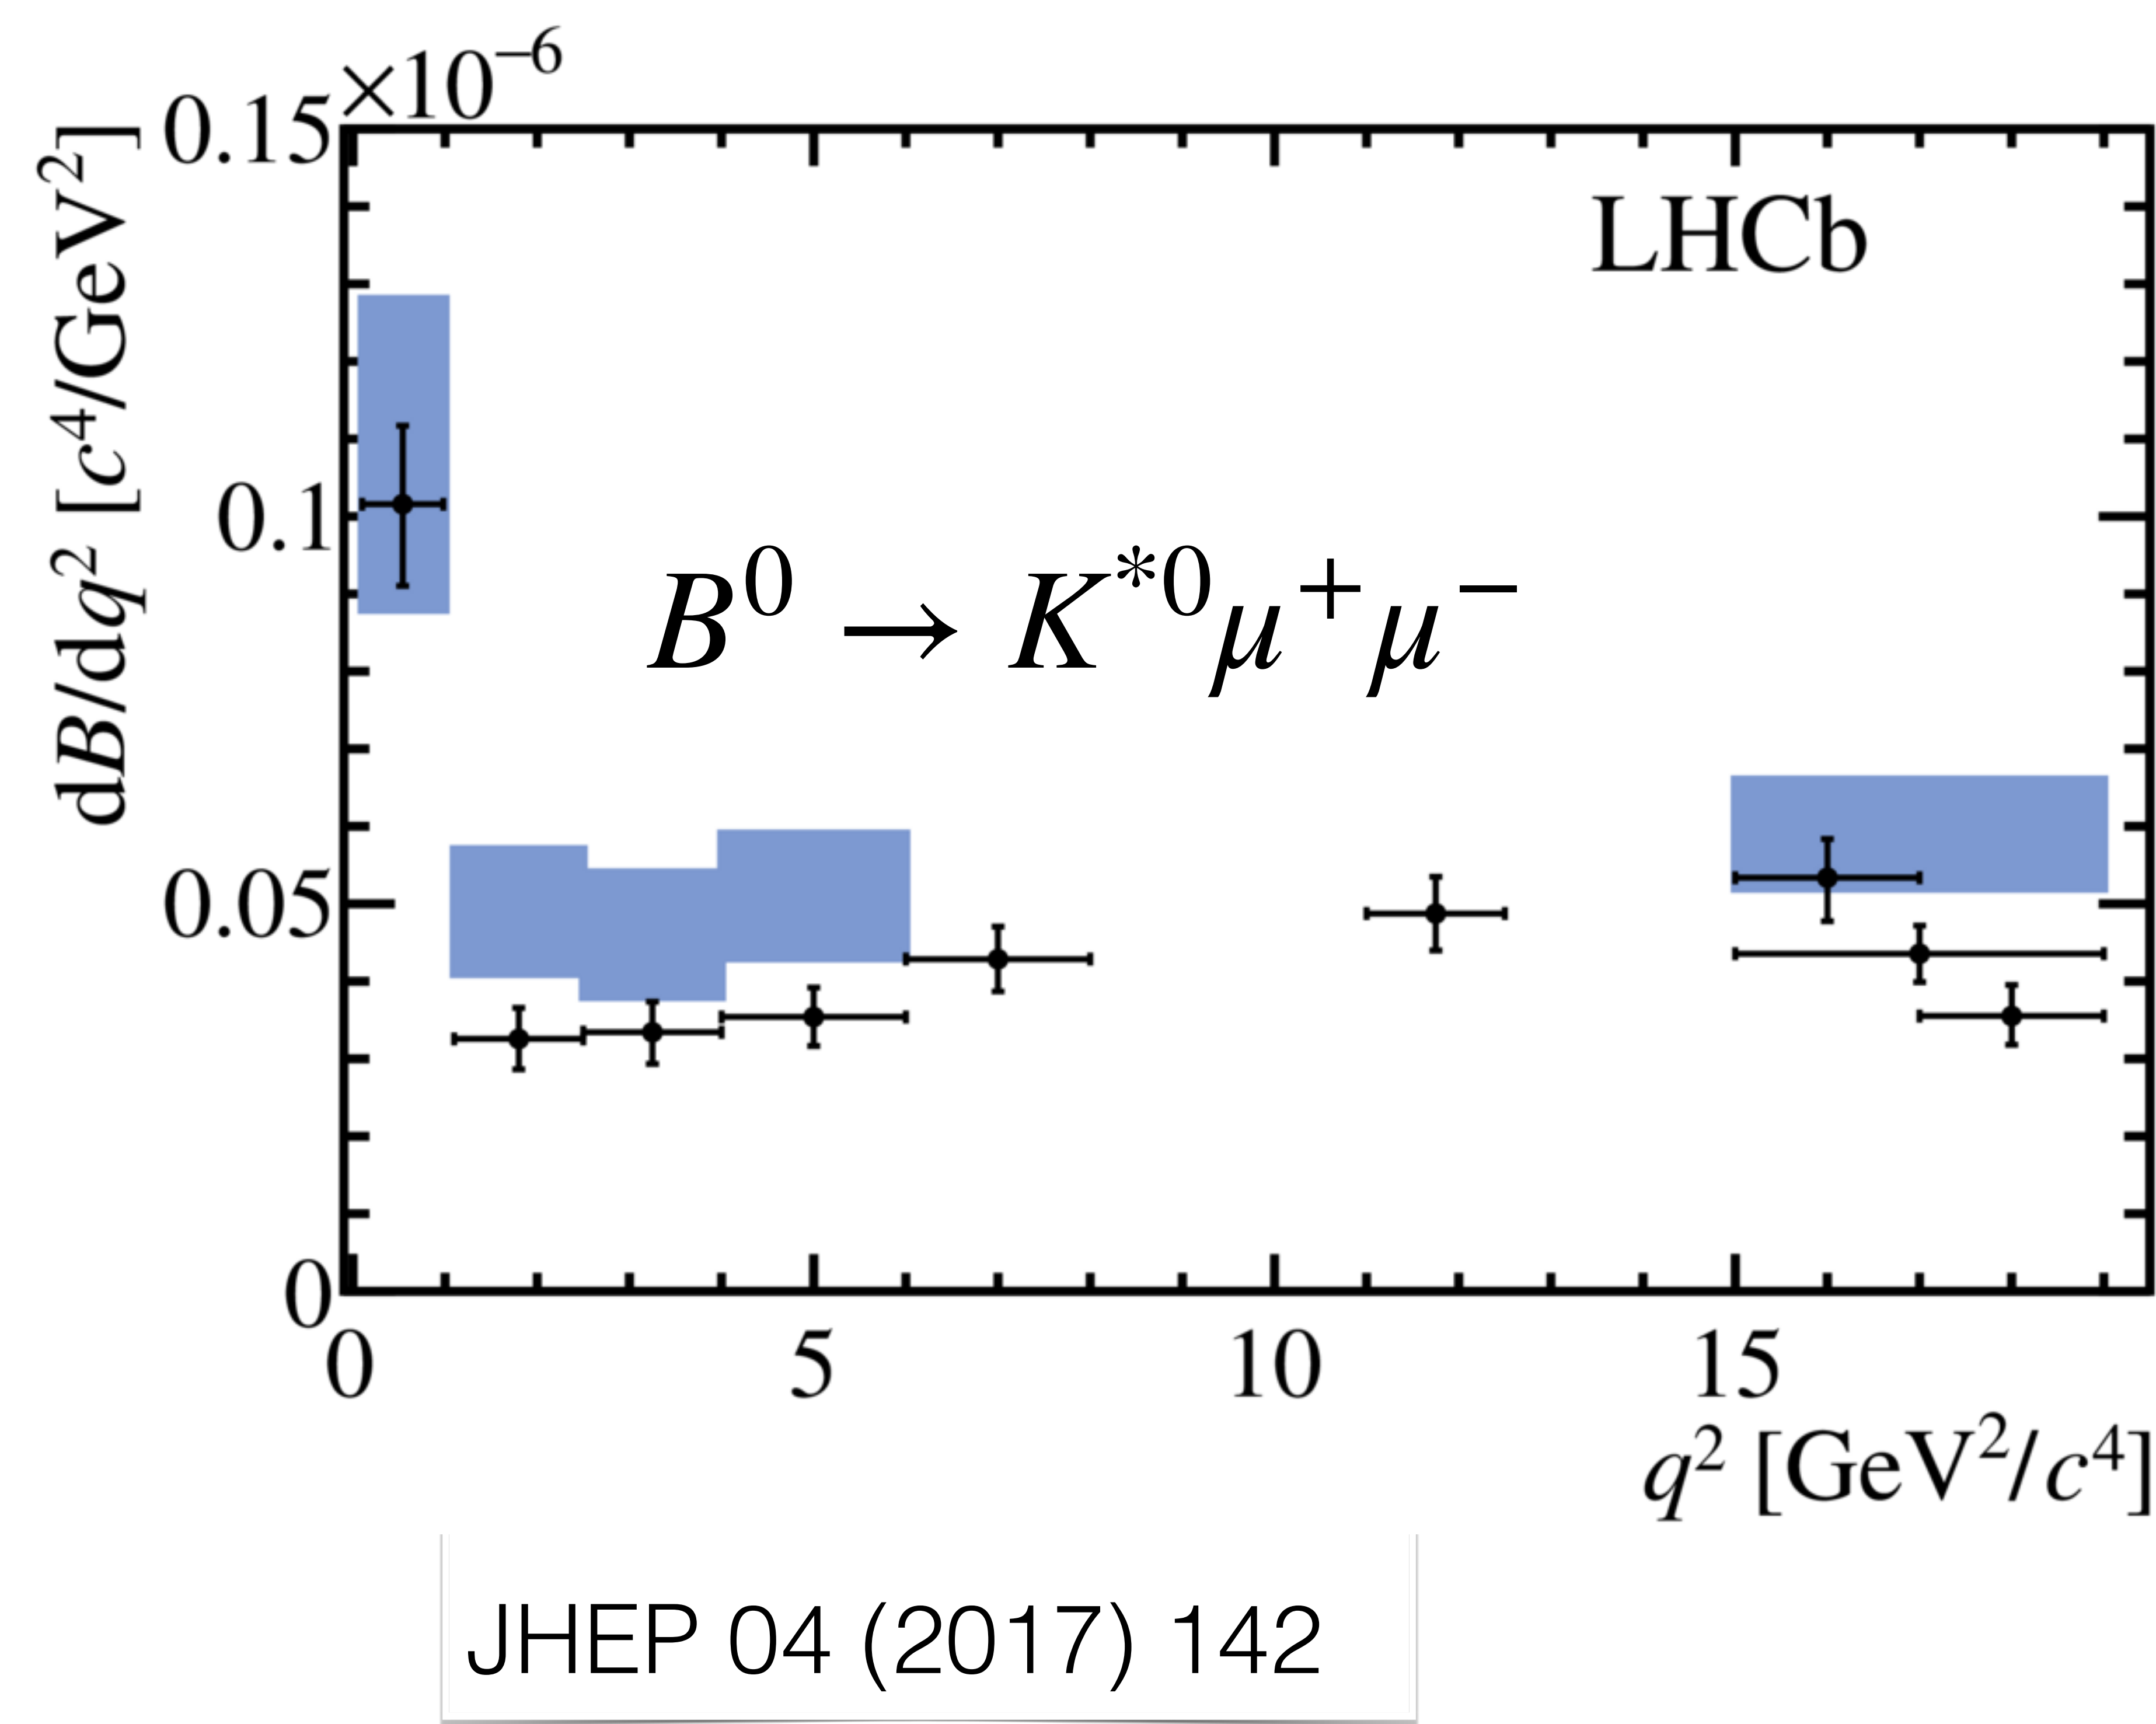 ×10⁻⁶
0.15
0.1
0.05
0
dB/dq² [c⁴/GeV²]
LHCb
B⁰ → K*⁰μ⁺μ⁻
0 5 10 15
q² [GeV²/c⁴]
JHEP 04 (2017) 142